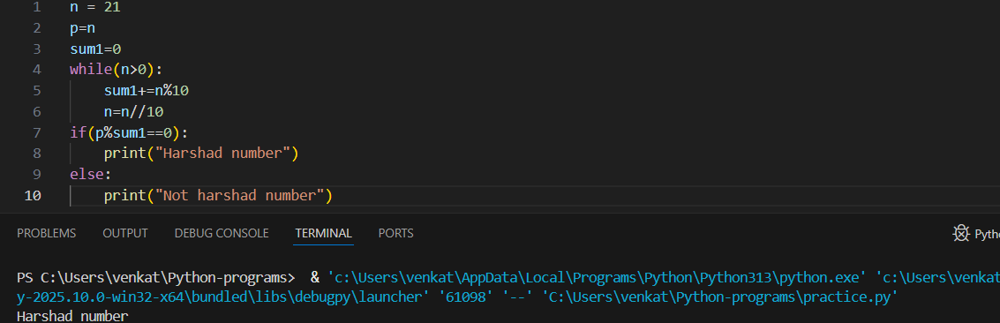 1 n = 21
2 p=n
3 sum1=0
4 while(n>0):
5     sum1+=n%10
6     n=n//10
7 if(p%sum1==0):
8     print("Harshad number")
9 else:
10     print("Not harshad number")
PROBLEMS OUTPUT DEBUG CONSOLE TERMINAL PORTS
PS C:\Users\venkat\Python-programs>  & 'c:\Users\venkat\AppData\Local\Programs\Python\Python313\python.exe' 'c:\Users\venkat
y-2025.10.0-win32-x64\bundled\libs\debugpy\launcher' '61098' '--' 'C:\Users\venkat\Python-programs\practice.py'
Harshad number